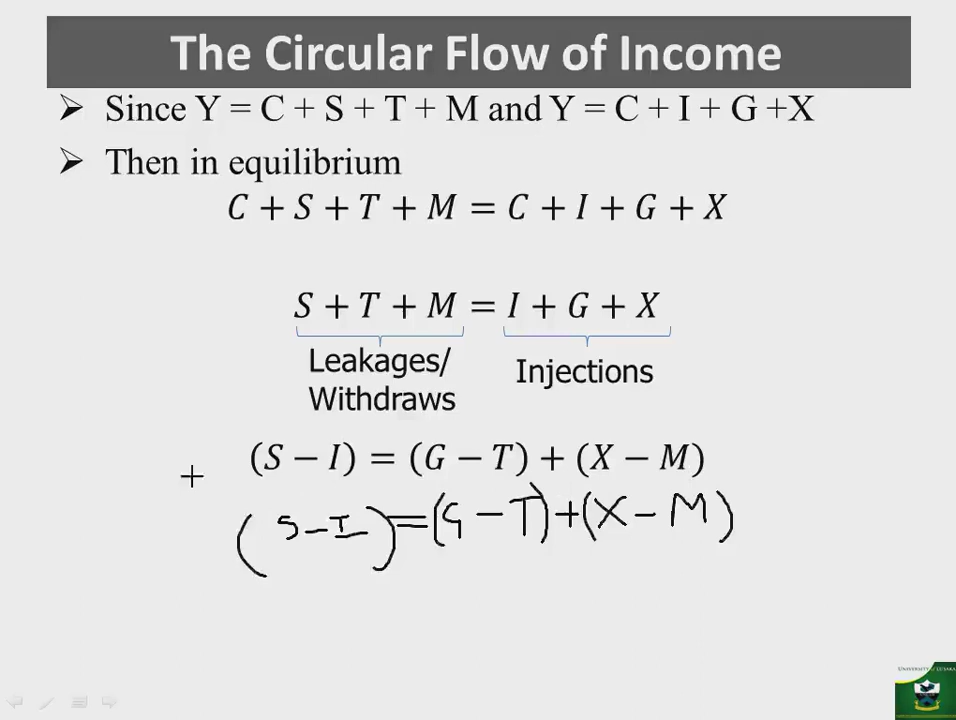 The Circular Flow of Income
➢ Since Y = C + S + T + M and Y = C + I + G +X
➢ Then in equilibrium
C + S + T + M = C + I + G + X
S + T + M = I + G + X
Leakages/ Injections
Withdraws
(S − I) = (G − T) + (X − M)
(S-I)=(G-T)+(X-M)